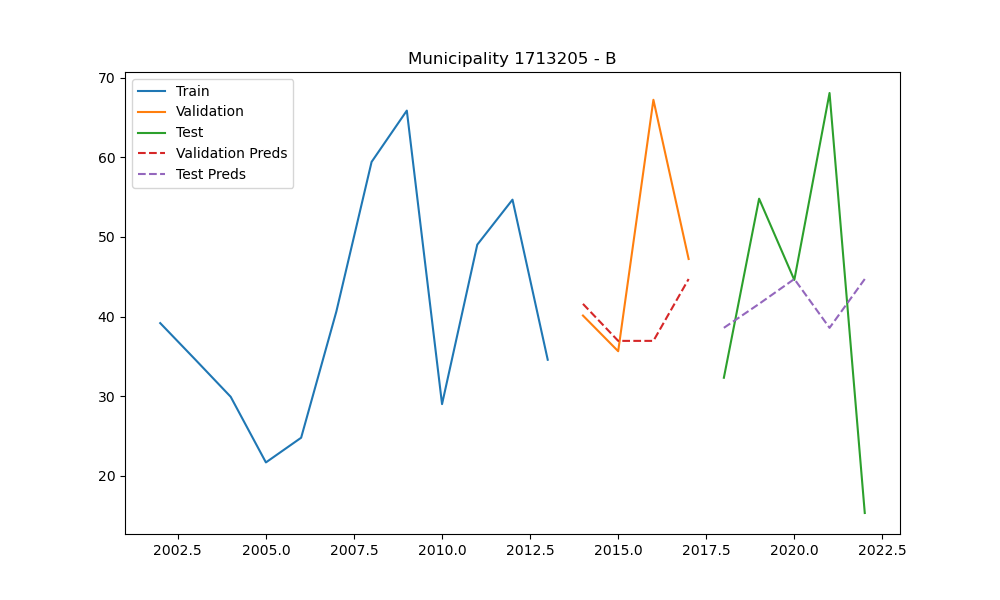 Municipality 1713205 - B
Train
Validation
Test
Validation Preds
Test Preds
70
60
50
40
30
20
2002.5 2005.0 2007.5 2010.0 2012.5 2015.0 2017.5 2020.0 2022.5